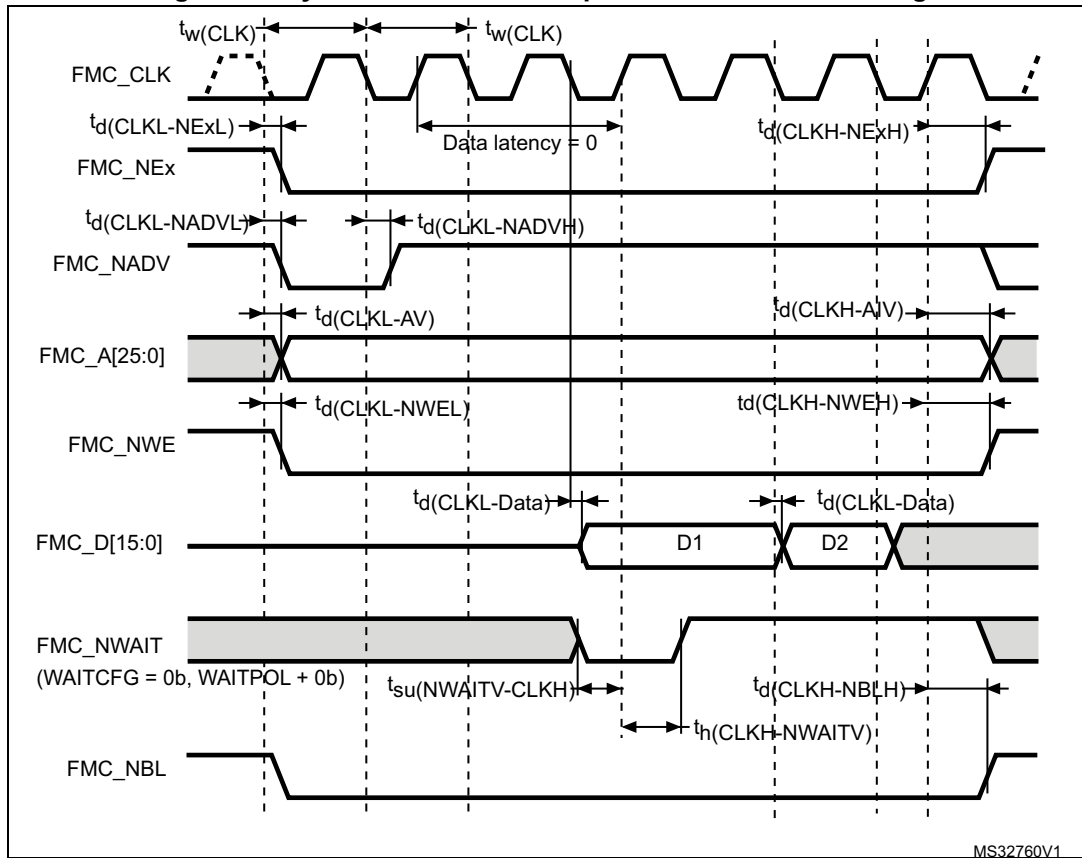 tw(CLK) tw(CLK)
FMC_CLK
td(CLKL-NExL) Data latency = 0 td(CLKH-NExH)
FMC_NEx
td(CLKL-NADVL) td(CLKL-NADVH)
FMC_NADV
td(CLKL-AV) td(CLKH-AIV)
FMC_A[25:0]
td(CLKL-NWEL) td(CLKH-NWEH)
FMC_NWE
td(CLKL-Data) td(CLKL-Data)
FMC_D[15:0] D1 D2
FMC_NWAIT
(WAITCFG = 0b, WAITPOL + 0b)
tsu(NWAITV-CLKH) td(CLKH-NBLH)
th(CLKH-NWAITV)
FMC_NBL
MS32760V1